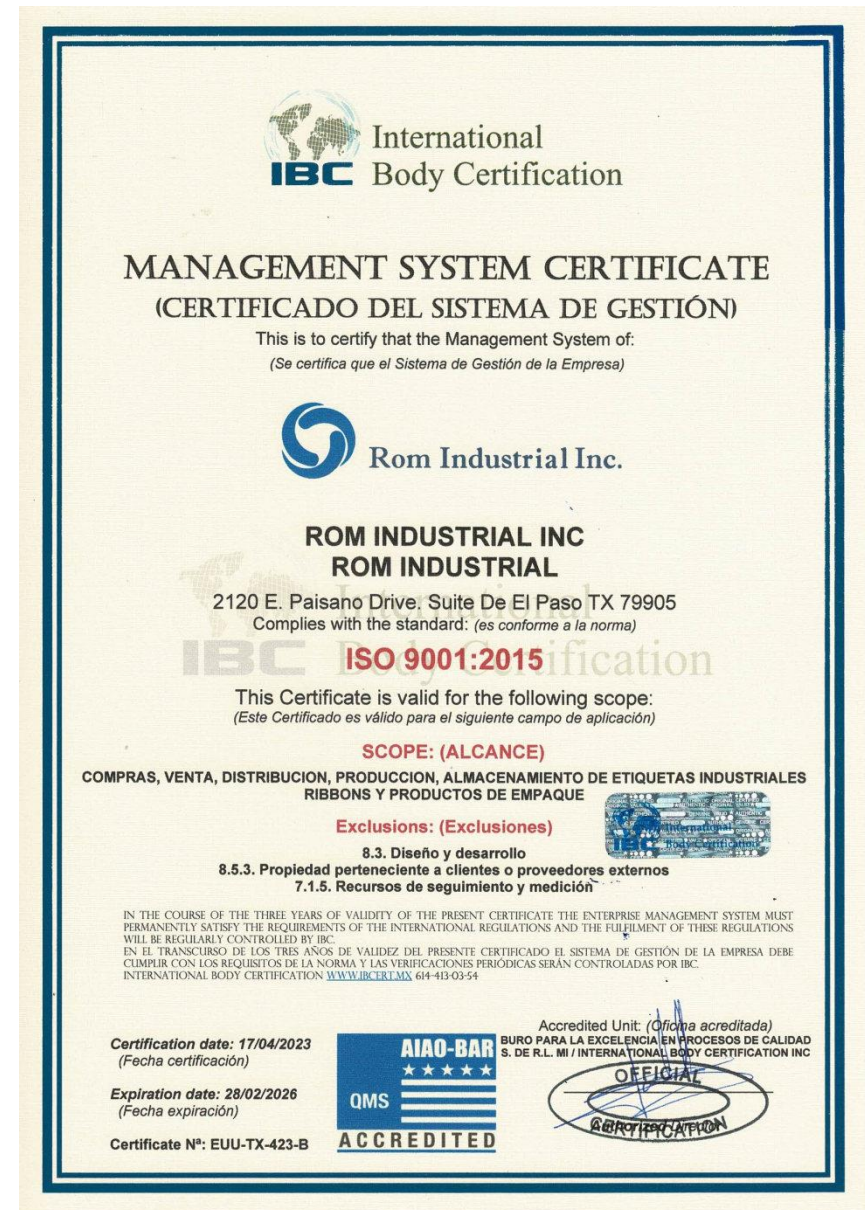 IBC International
Body Certification
MANAGEMENT SYSTEM CERTIFICATE
(CERTIFICADO DEL SISTEMA DE GESTIÓN)
This is to certify that the Management System of:
(Se certifica que el Sistema de Gestión de la Empresa)
Rom Industrial Inc.
ROM INDUSTRIAL INC
ROM INDUSTRIAL
2120 E. Paisano Drive. Suite De El Paso TX 79905
Complies with the standard: (es conforme a la norma)
IBC International Body Certification
ISO 9001:2015
This Certificate is valid for the following scope:
(Este Certificado es válido para el siguiente campo de aplicación)
SCOPE: (ALCANCE)
COMPRAS, VENTA, DISTRIBUCION, PRODUCCION, ALMACENAMIENTO DE ETIQUETAS INDUSTRIALES
RIBBONS Y PRODUCTOS DE EMPAQUE
International
IBC Body Certification
Exclusions: (Exclusiones)
8.3. Diseño y desarrollo
8.5.3. Propiedad perteneciente a clientes o proveedores externos
7.1.5. Recursos de seguimiento y medición
IN THE COURSE OF THE THREE YEARS OF VALIDITY OF THE PRESENT CERTIFICATE THE ENTERPRISE MANAGEMENT SYSTEM MUST
PERMANENTLY SATISFY THE REQUIREMENTS OF THE INTERNATIONAL REGULATIONS AND THE FULFILMENT OF THESE REGULATIONS
WILL BE REGULARLY CONTROLLED BY IBC.
EN EL TRANSCURSO DE LOS TRES AÑOS DE VALIDEZ DEL PRESENTE CERTIFICADO EL SISTEMA DE GESTIÓN DE LA EMPRESA DEBE
CUMPLIR CON LOS REQUISITOS DE LA NORMA Y LAS VERIFICACIONES PERIÓDICAS SERÁN CONTROLADAS POR IBC.
INTERNATIONAL BODY CERTIFICATION WWW.IBCERT.MX 614-413-03-54
Certification date: 17/04/2023
(Fecha certificación)
Expiration date: 28/02/2026
(Fecha expiración)
Certificate Nª: EUU-TX-423-B
AIAO-BAR
QMS
ACCREDITED
Accredited Unit: (Oficina acreditada)
BURO PARA LA EXCELENCIA EN PROCESOS DE CALIDAD
S. DE R.L. MI / INTERNATIONAL BODY CERTIFICATION INC
OFFICIAL
Authorized Director
CERTIFICATION